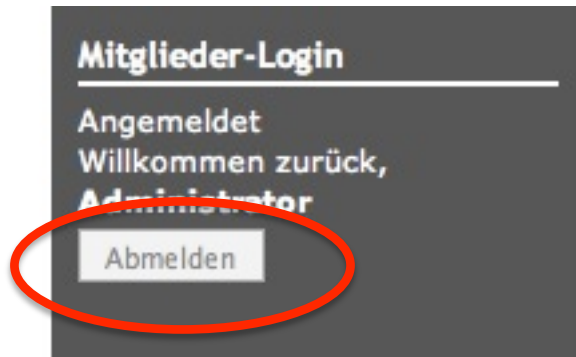 Mitglieder-Login
Angemeldet
Willkommen zurück,
Administrator
Abmelden